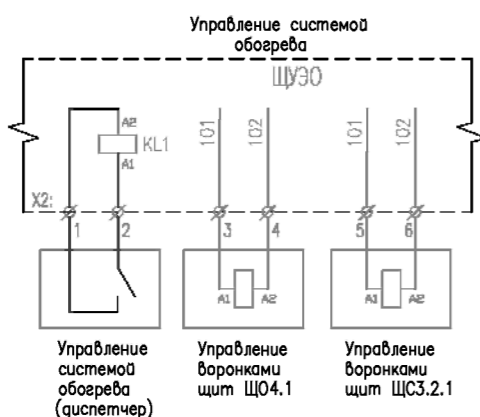 Управление системой
обогрева
ЩУЭО
A2
KL1
A1
101
102
101
102
X2:
1
2
3
4
5
6
A1
A2
A1
A2
Управление
системой
обогрева
(диспетчер)
Управление
воронками
щит ЩО4.1
Управление
воронками
щит ЩС3.2.1